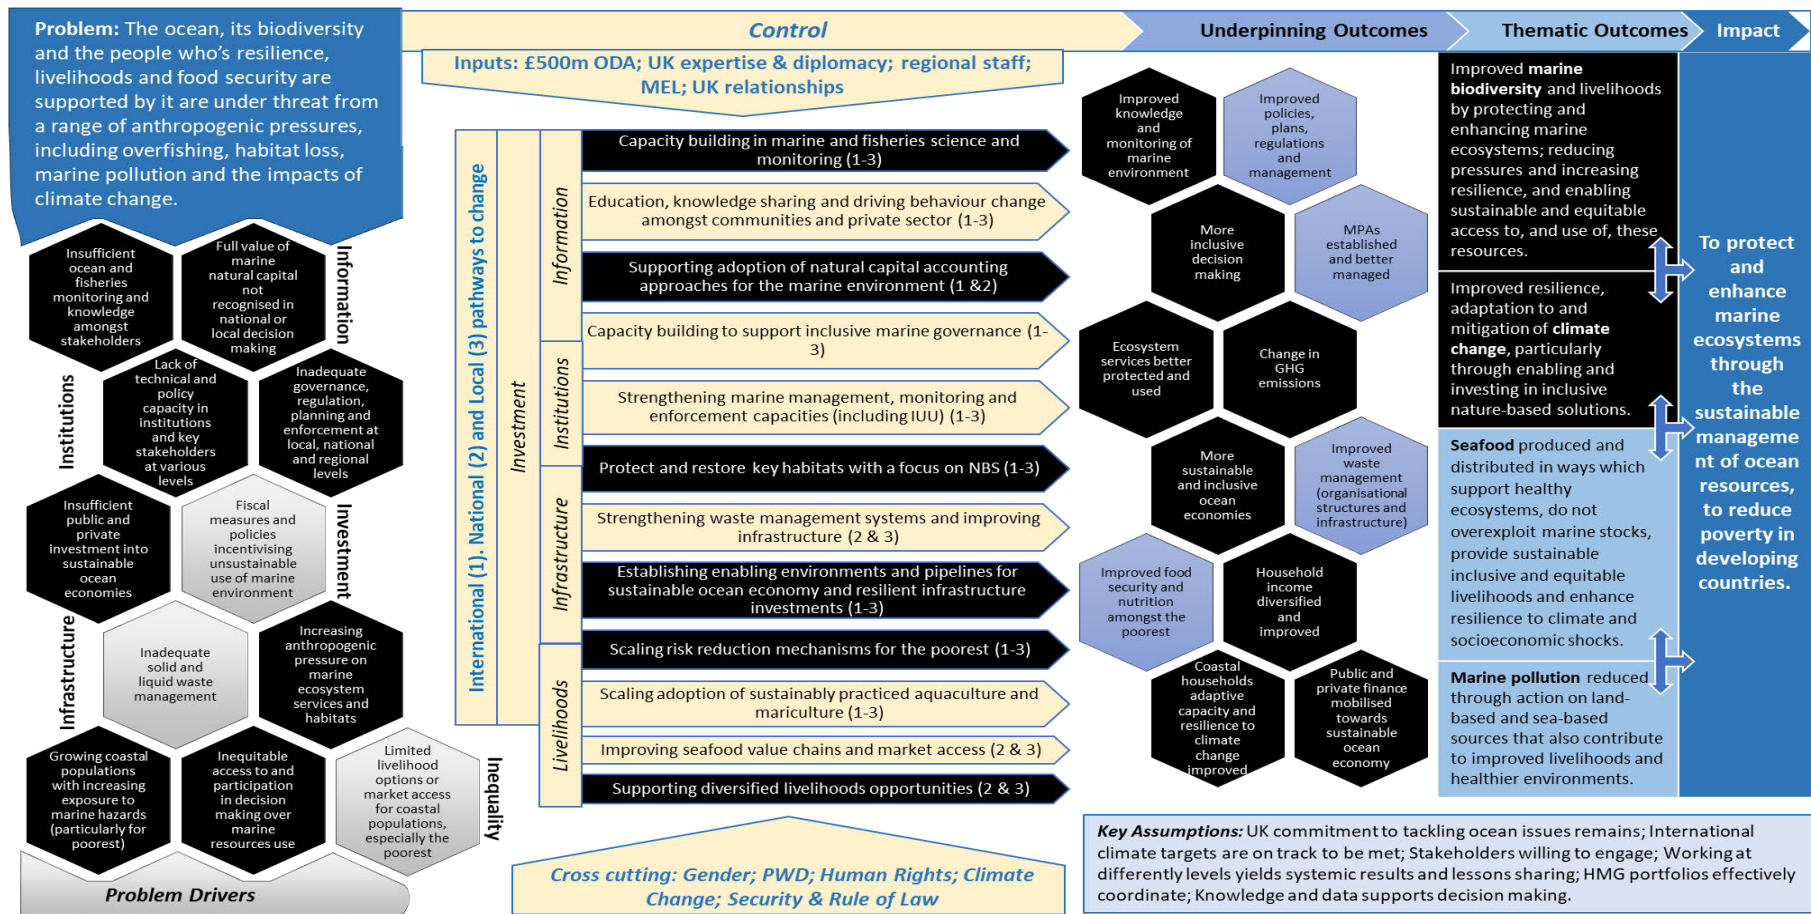 Problem: The ocean, its biodiversity
and the people who's resilience,
livelihoods and food security are
supported by it are under threat from
a range of anthropogenic pressures,
including overfishing, habitat loss,
marine pollution and the impacts of
climate change.
Insufficient
ocean and
fisheries
monitoring and
knowledge
amongst
stakeholders
Full value of
marine
natural capital
not
recognised in
national or
local decision
making
Information
Institutions
Lack of
technical and
policy
capacity in
institutions
and key
stakeholders
at various
levels
Inadequate
governance,
regulation,
planning and
enforcement at
local, national
and regional
levels
Insufficient
public and
private
investment into
sustainable
ocean
economies
Fiscal
measures and
policies
incentivising
unsustainable
use of marine
environment
Investment
Infrastructure
Inadequate
solid and
liquid waste
management
Increasing
anthropogenic
pressure on
marine
ecosystem
services and
habitats
Growing coastal
populations
with increasing
exposure to
marine hazards
(particularly for
poorest)
Inequitable
access to and
participation
in decision
making over
marine
resources use
Limited
livelihood
options or
market access
for coastal
populations,
especially the
poorest
Inequality
Problem Drivers
Control
Inputs: £500m ODA; UK expertise & diplomacy; regional staff;
MEL; UK relationships
International (1). National (2) and Local (3) pathways to change
Investment
Information
Institutions
Infrastructure
Livelihoods
Capacity building in marine and fisheries science and
monitoring (1-3)
Education, knowledge sharing and driving behaviour change
amongst communities and private sector (1-3)
Supporting adoption of natural capital accounting
approaches for the marine environment (1 &2)
Capacity building to support inclusive marine governance (1-
3)
Strengthening marine management, monitoring and
enforcement capacities (including IUU) (1-3)
Protect and restore key habitats with a focus on NBS (1-3)
Strengthening waste management systems and improving
infrastructure (2 & 3)
Establishing enabling environments and pipelines for
sustainable ocean economy and resilient infrastructure
investments (1-3)
Scaling risk reduction mechanisms for the poorest (1-3)
Scaling adoption of sustainably practiced aquaculture and
mariculture (1-3)
Improving seafood value chains and market access (2 & 3)
Supporting diversified livelihoods opportunities (2 & 3)
Cross cutting: Gender; PWD; Human Rights; Climate
Change; Security & Rule of Law
Underpinning Outcomes
Improved
knowledge
and
monitoring of
marine
environment
Improved
policies,
plans,
regulations
and
management
More
inclusive
decision
making
MPAs
established
and better
managed
Ecosystem
services better
protected and
used
Change in
GHG
emissions
More
sustainable
and inclusive
ocean
economies
Improved
waste
management
(organisational
structures and
infrastructure)
Improved food
security and
nutrition
amongst the
poorest
Household
income
diversified
and
improved
Coastal
households
adaptive
capacity and
resilience to
climate
change
improved
Public and
private finance
mobilised
towards
sustainable
ocean
economy
Thematic Outcomes
Improved marine
biodiversity and livelihoods
by protecting and
enhancing marine
ecosystems; reducing
pressures and increasing
resilience, and enabling
sustainable and equitable
access to, and use of, these
resources.
Improved resilience,
adaptation to and
mitigation of climate
change, particularly
through enabling and
investing in inclusive
nature-based solutions.
Seafood produced and
distributed in ways which
support healthy
ecosystems, do not
overexploit marine stocks,
provide sustainable
inclusive and equitable
livelihoods and enhance
resilience to climate and
socioeconomic shocks.
Marine pollution reduced
through action on land-
based and sea-based
sources that also contribute
to improved livelihoods and
healthier environments.
Impact
To protect
and
enhance
marine
ecosystems
through
the
sustainable
manageme
nt of ocean
resources,
to reduce
poverty in
developing
countries.
Key Assumptions: UK commitment to tackling ocean issues remains; International
climate targets are on track to be met; Stakeholders willing to engage; Working at
differently levels yields systemic results and lessons sharing; HMG portfolios effectively
coordinate; Knowledge and data supports decision making.